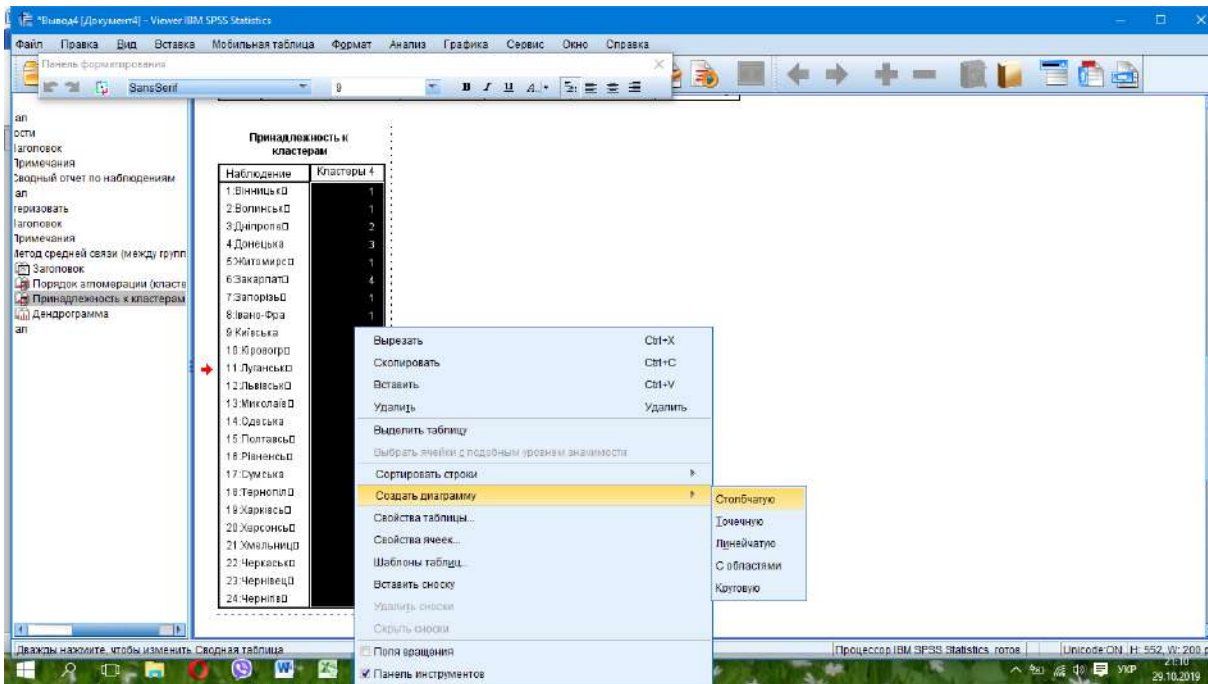 *Вывод4 [Документ4] - Viewer IBM SPSS Statistics
Файл Правка Вид Вставка Мобильная таблица Формат Анализ Графика Сервис Окно Справка
Панель форматирования
SansSerif 9 B I U A
ал
ости
Заголовок
Примечания
Сводный отчет по наблюдениям
ал
теризовать
Заголовок
Примечания
Метод средней связи (между групп
Заголовок
Порядок агломерации (класте
Принадлежность к кластерам
Дендрограмма
ал
Принадлежность к
кластерам
Наблюдение Кластеры 4
1:Вінницьк 1
2:Волинськ 1
3:Дніпропе 2
4:Донецька 3
5:Житомирс 1
6:Закарпат 4
7:Запорізь 1
8:Івано-Фра 1
9:Київська
10:Кіровогр
11:Луганськ
12:Львівськ
13:Миколаїв
14:Одеська
15:Полтавсь
16:Рівненсь
17:Сумська
18:Тернопіл
19:Харківсь
20:Херсонсь
21:Хмельниц
22:Черкаськ
23:Чернівец
24:Чернігів
Вырезать Ctrl+X
Скопировать Ctrl+C
Вставить Ctrl+V
Удалить Удалить
Выделить таблицу
Выбрать ячейки с подобным уровнем значимости
Сортировать строки
Создать диаграмму
Свойства таблицы...
Свойства ячеек...
Шаблоны таблиц...
Вставить сноску
Удалить сноски
Скрыть сноски
Поля вращения
Панель инструментов
Столбчатую
Точечную
Линейчатую
С областями
Круговую
Дважды нажмите, чтобы изменить Сводная таблица
Процессор IBM SPSS Statistics готов Unicode:ON H: 552, W: 200 p
УКР 21:10
29.10.2019